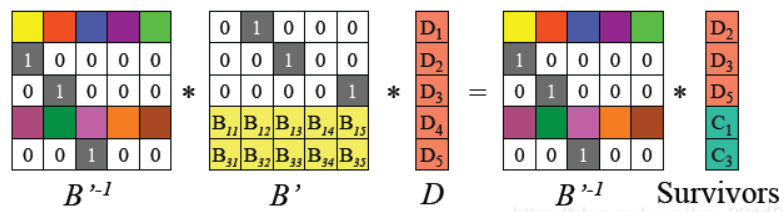 0 1 0 0 0 D₁ D₂
1 0 0 0 0 0 0 1 0 0 D₂ 1 0 0 0 0 D₃
0 1 0 0 0 * 0 0 0 0 1 * D₃ = 0 1 0 0 0 * D₅
B₁₁ B₁₂ B₁₃ B₁₄ B₁₅ D₄ C₁
0 0 1 0 0 B₃₁ B₃₂ B₃₃ B₃₄ B₃₅ D₅ 0 0 1 0 0 C₃
B’⁻¹ B’ D B’⁻¹ Survivors